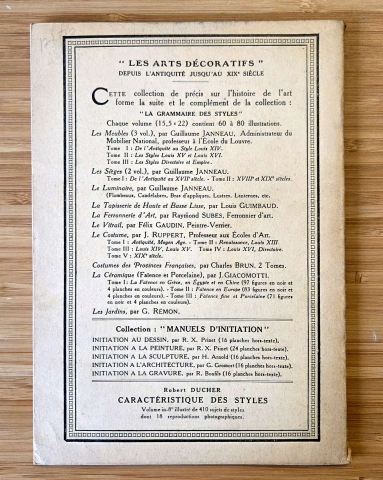 " LES ARTS DÉCORATIFS "
DEPUIS L'ANTIQUITÉ JUSQU'AU XIXe SIÈCLE
CETTE collection de précis sur l'histoire de l'art
forme la suite et le complément de la collection :
"LA GRAMMAIRE DES STYLES"
Chaque volume (15,5×22) contient 60 à 80 illustrations.
Les Meubles (3 vol.), par Guillaume JANNEAU, Administrateur du
Mobilier National, professeur à l'Ecole du Louvre.
Tome I : De l'Antiquité au Style Louis XIV.
Tome II : Les Styles Louis XV et Louis XVI.
Tome III : Les Styles Directoire et Empire.
Les Sièges (2 vol.), par Guillaume JANNEAU.
Tome I : De l'Antiquité au XVIIe siècle. - Tome II : XVIIIe et XIXe siècles.
Le Luminaire, par Guillaume JANNEAU.
(Flambeaux, Candélabres, Bras d'appliques, Lustres, Lanternes, etc.
La Tapisserie de Haute et Basse Lisse, par Louis GUIMBAUD.
La Ferronnerie d'Art, par Raymond SUBES, Ferronnier d'art.
Le Vitrail, par Félix GAUDIN, Peintre-Verrier.
Le Costume, par J. RUPPERT, Professeur aux Écoles d'Art.
Tome I : Antiquité, Moyen Age. - Tome II : Renaissance, Louis XIII.
Tome III : Louis XIV, Louis XV. Tome IV : Louis XVI, Directoire.
Tome V : XIXe siècle.
Costumes des Provinces Françaises, par Charles BRUN, 2 Tomes.
La Céramique (Faïence et Porcelaine), par J.GIACOMOTTI.
Tome I : La Faïence en Grèce, en Egypte et en Chine (97 figures en noir et
4 planches en couleurs). - Tome II : Faïence en Europe (83 figures en noir et
4 planches en couleurs). - Tome III : Faïence fine et Porcelaine (71 figures
en noir et 4 planches en couleurs).
Les Jardins, par G. REMON.
Collection : "MANUELS D'INITIATION"
INITIATION AU DESSIN, par R. X. Prinet (16 planches hors-texte).
INITIATION A LA PEINTURE, par R. X. Prinet (24 planches hors-texte).
INITIATION A LA SCULPTURE, par H. Arnold (16 planches hors-texte).
INITIATION A L'ARCHITECTURE, par G. Gromort (16 planches hors-texte).
INITIATION A LA GRAVURE, par R. Bonfils (16 planches hors-texte).
Robert DUCHER
CARACTÉRISTIQUE DES STYLES
Volume in-8° illustré de 410 sujets de styles
dont 18 reproductions photographiques.